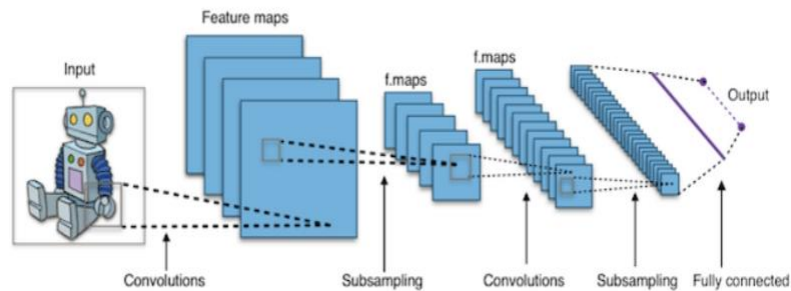 Feature maps
Input
f.maps
f.maps
Output
Convolutions
Subsampling
Convolutions
Subsampling
Fully connected